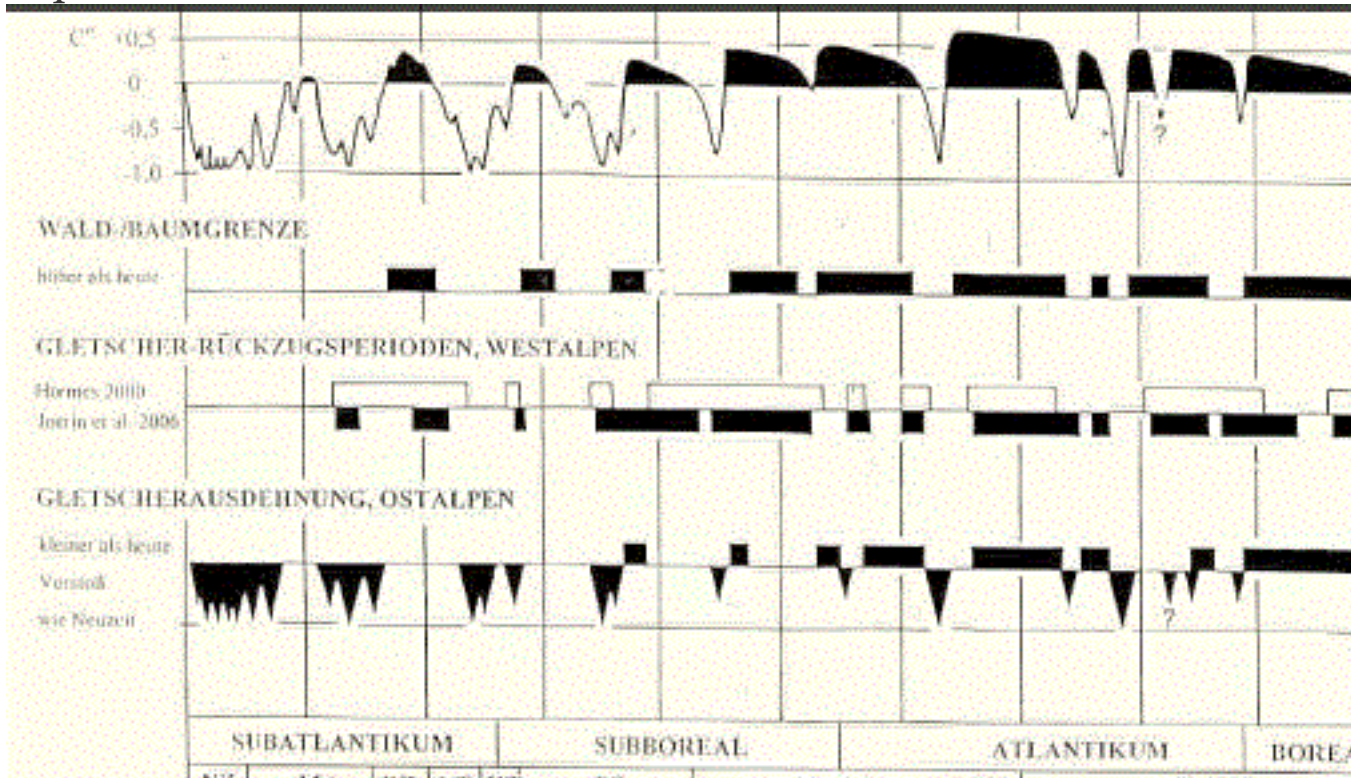 C° +0,5
0
-0,5
-1,0
?
WALD-/BAUMGRENZE
höher als heute
GLETSCHER-RÜCKZUGSPERIODEN, WESTALPEN
Hormes 2000
Joerin et al. 2006
GLETSCHERAUSDEHNUNG, OSTALPEN
kleiner als heute
Vorstoß
wie Neuzeit
?
SUBATLANTIKUM SUBBOREAL ATLANTIKUM BOREA